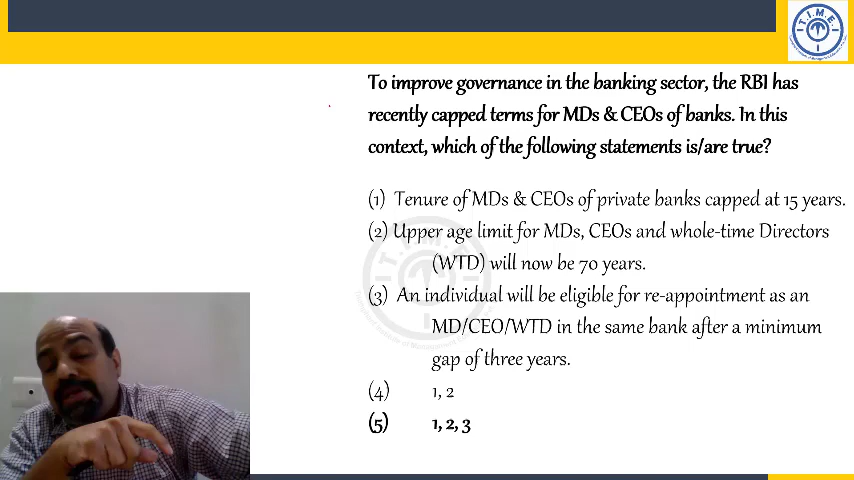 T.I.M.E.
To improve governance in the banking sector, the RBI has
recently capped terms for MDs & CEOs of banks. In this
context, which of the following statements is/are true?
(1) Tenure of MDs & CEOs of private banks capped at 15 years.
(2) Upper age limit for MDs, CEOs and whole-time Directors
(WTD) will now be 70 years.
(3) An individual will be eligible for re-appointment as an
MD/CEO/WTD in the same bank after a minimum
gap of three years.
(4) 1, 2
(5) 1, 2, 3